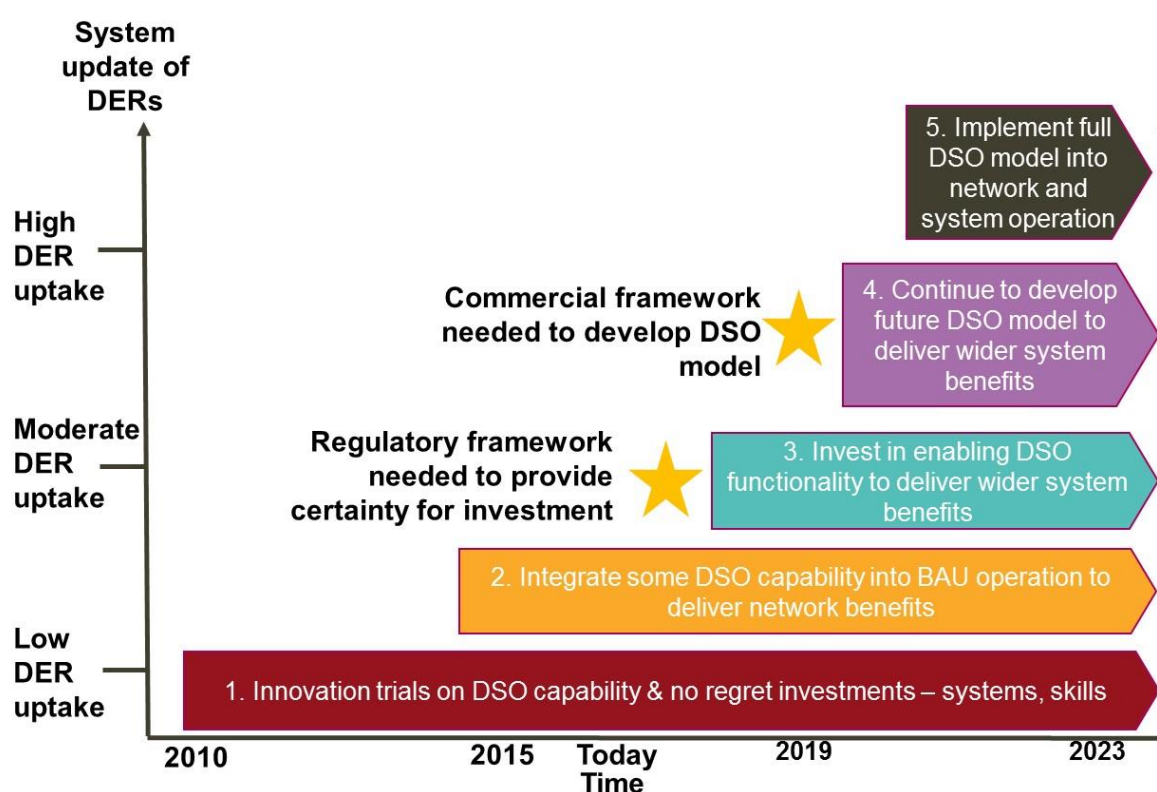 System
update of
DERs
High
DER
uptake
Moderate
DER
uptake
Low
DER
uptake
5. Implement full
DSO model into
network and
system operation
Commercial framework
needed to develop DSO
model
4. Continue to develop
future DSO model to
deliver wider system
benefits
Regulatory framework
needed to provide
certainty for investment
3. Invest in enabling DSO
functionality to deliver wider system
benefits
2. Integrate some DSO capability into BAU operation to
deliver network benefits
1. Innovation trials on DSO capability & no regret investments – systems, skills
2010
2015
Today
2019
2023
Time